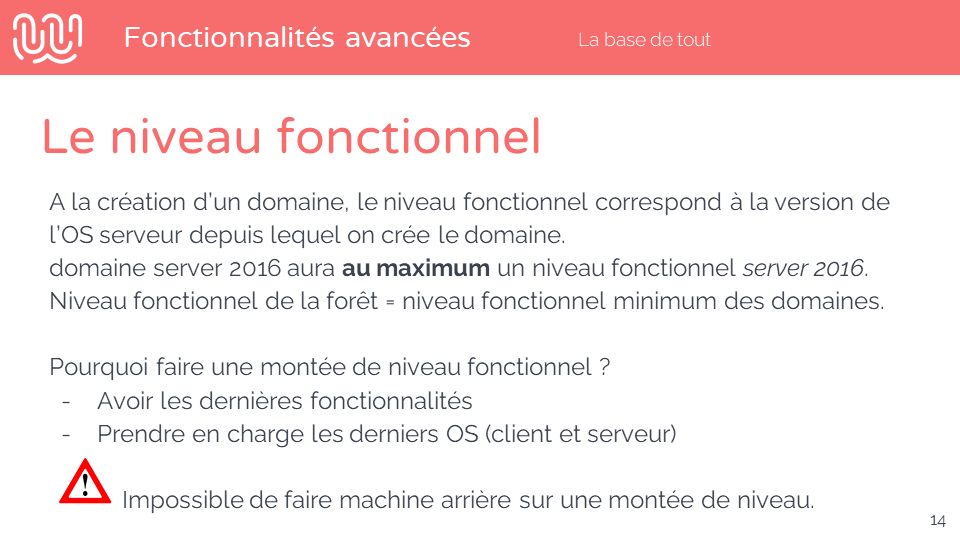 Fonctionnalités avancées
La base de tout
Le niveau fonctionnel
A la création d’un domaine, le niveau fonctionnel correspond à la version de
l’OS serveur depuis lequel on crée le domaine.
domaine server 2016 aura au maximum un niveau fonctionnel server 2016.
Niveau fonctionnel de la forêt = niveau fonctionnel minimum des domaines.
Pourquoi faire une montée de niveau fonctionnel ?
- Avoir les dernières fonctionnalités
- Prendre en charge les derniers OS (client et serveur)
! Impossible de faire machine arrière sur une montée de niveau.
14